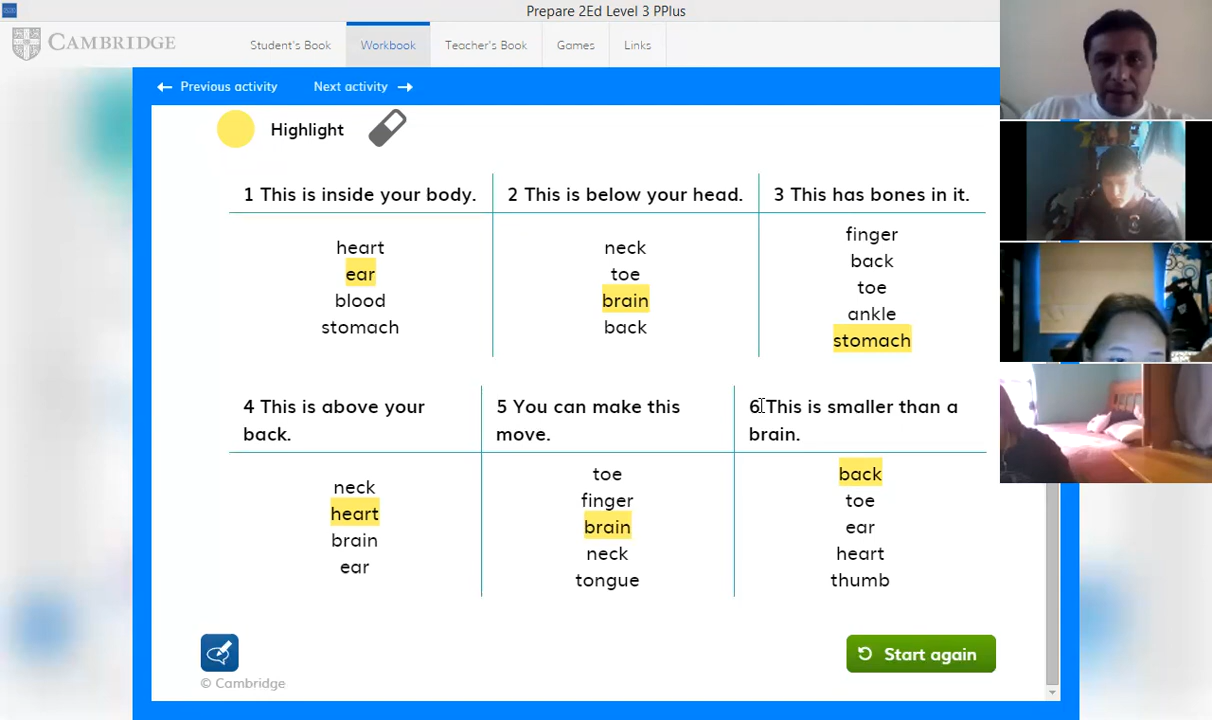 Prepare 2Ed Level 3 PPlus
CAMBRIDGE
Student's Book Workbook Teacher's Book Games Links
Previous activity Next activity
Highlight
1 This is inside your body.
heart
ear
blood
stomach
2 This is below your head.
neck
toe
brain
back
3 This has bones in it.
finger
back
toe
ankle
stomach
4 This is above your
back.
neck
heart
brain
ear
5 You can make this
move.
toe
finger
brain
neck
tongue
6 This is smaller than a
brain.
back
toe
ear
heart
thumb
Start again
© Cambridge